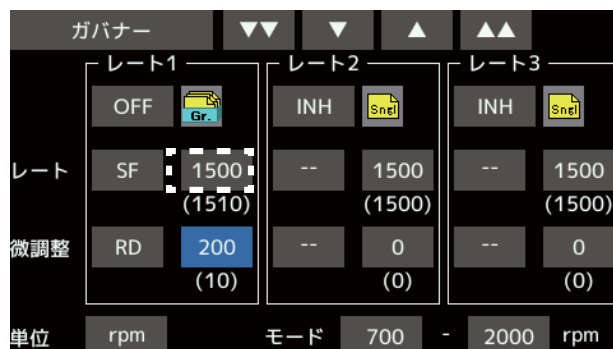 ガバナー ▼▼ ▼ ▲ ▲▲
レート1 レート2 レート3
OFF Gr. INH Sngl INH Sngl
レート SF 1500 -- 1500 -- 1500
(1510) (1500) (1500)
微調整 RD 200 -- 0 -- 0
(10) (0) (0)
単位 rpm モード 700 - 2000 rpm